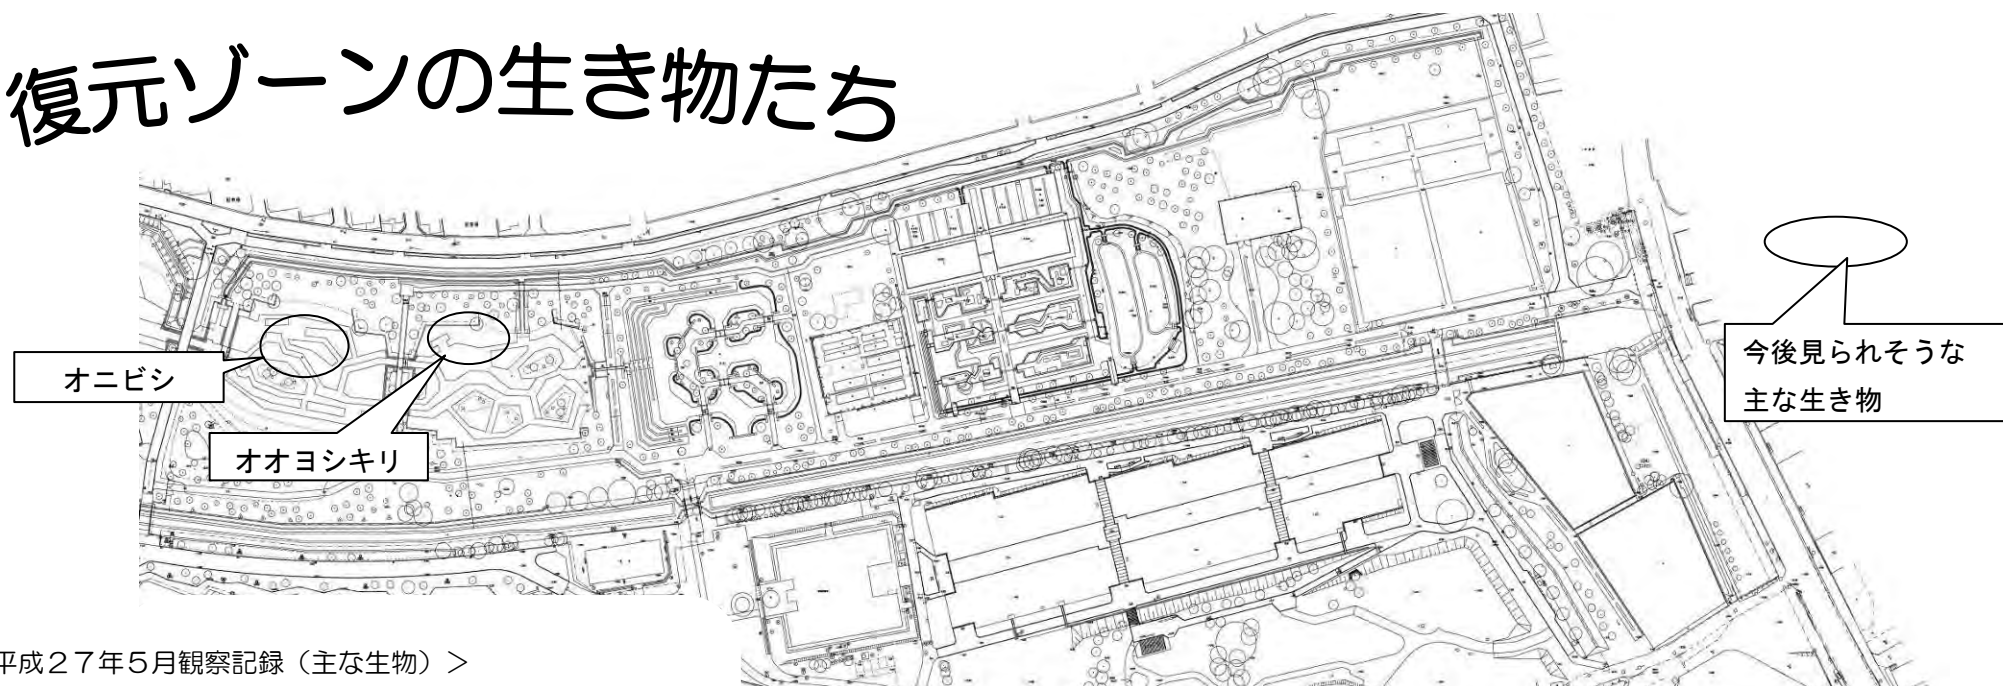 復元ゾーンの生き物たち
オニビシ
オオヨシキリ
今後見られそうな
主な生き物
平成２７年５月観察記録（主な生物）＞